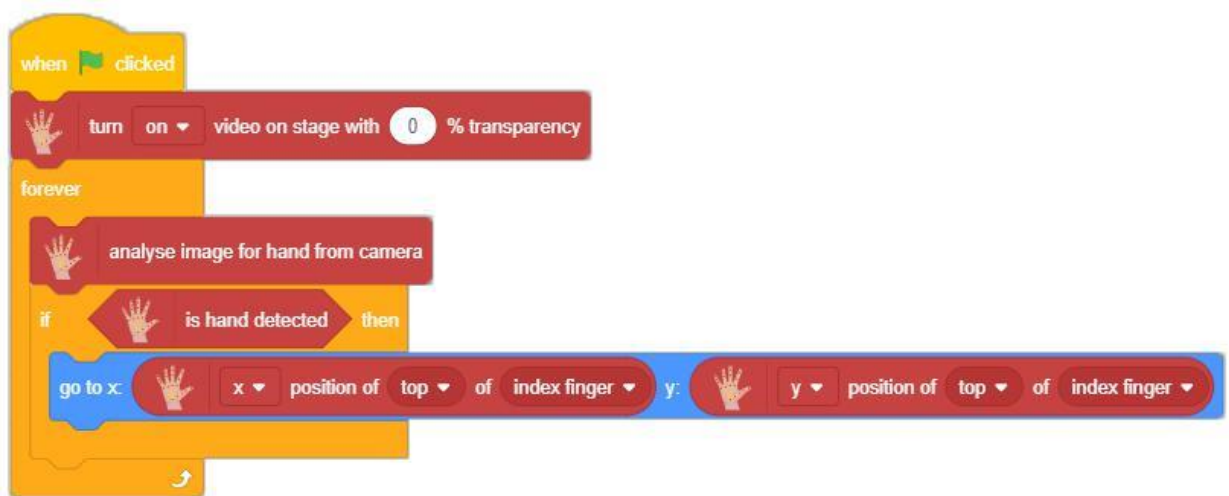 when clicked
turn on video on stage with 0 % transparency
forever
analyse image for hand from camera
if is hand detected then
go to x: x position of top of index finger y: y position of top of index finger